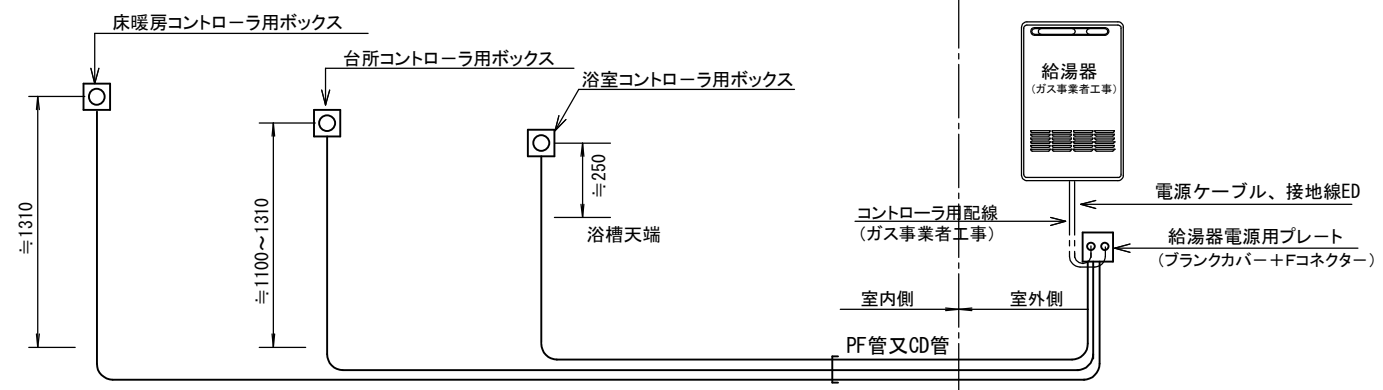 床暖房コントローラ用ボックス
台所コントローラ用ボックス
浴室コントローラ用ボックス
給湯器
（ガス事業者工事）
≒1310
≒1100～1310
≒250
浴槽天端
電源ケーブル、接地線ED
コントローラ用配線
（ガス事業者工事）
給湯器電源用プレート
（ブランクカバー＋Fコネクター）
室内側
室外側
PF管又CD管